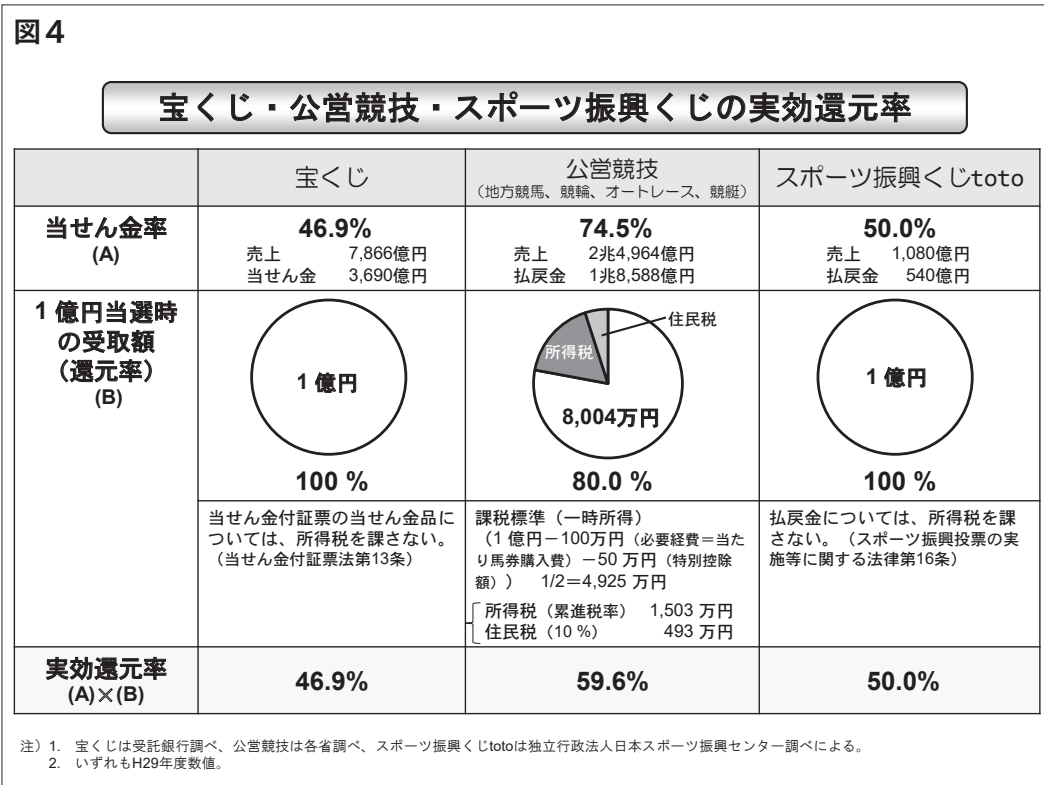 図4
宝くじ・公営競技・スポーツ振興くじの実効還元率
宝くじ
公営競技
（地方競馬、競輪、オートレース、競艇）
スポーツ振興くじtoto
当せん金率
(A)
46.9%
売上 7,866億円
当せん金 3,690億円
74.5%
売上 2兆4,964億円
払戻金 1兆8,588億円
50.0%
売上 1,080億円
払戻金 540億円
1億円当選時
の受取額
（還元率）
(B)
1億円
100 %
住民税
所得税
8,004万円
80.0 %
1億円
100 %
当せん金付証票の当せん金品に
ついては、所得税を課さない。
（当せん金付証票法第13条）
課税標準（一時所得）
（1億円－100万円（必要経費＝当た
り馬券購入費）－50万円（特別控除
額）） 1/2＝4,925 万円
所得税（累進税率） 1,503 万円
住民税（10 %） 493 万円
払戻金については、所得税を課
さない。（スポーツ振興投票の実
施等に関する法律第16条）
実効還元率
(A)×(B)
46.9%
59.6%
50.0%
注）1. 宝くじは受託銀行調べ、公営競技は各省調べ、スポーツ振興くじtotoは独立行政法人日本スポーツ振興センター調べによる。
2. いずれもH29年度数値。